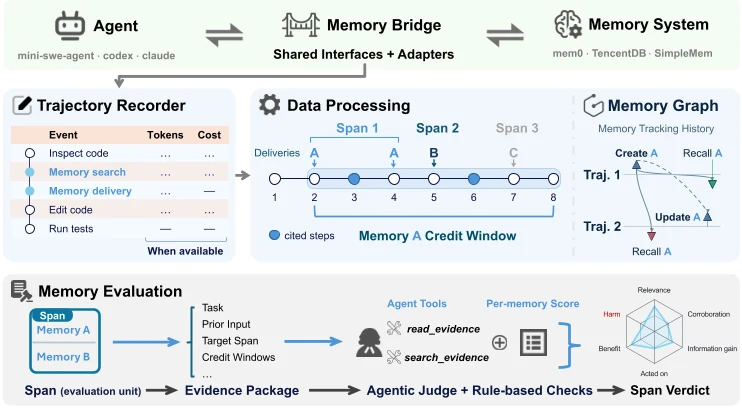 Agent
mini-swe-agent · codex · claude
Memory Bridge
Shared Interfaces + Adapters
Memory System
mem0 · TencentDB · SimpleMem
Trajectory Recorder
Event Tokens Cost
Inspect code ... ...
Memory search ... ...
Memory delivery ... —
Edit code ... ...
Run tests — —
When available
Data Processing
Span 1 Span 2 Span 3
Deliveries A A B C
1 2 3 4 5 6 7 8
cited steps
Memory A Credit Window
Memory Graph
Memory Tracking History
Create A Recall A
Traj. 1
Update A
Traj. 2
Recall A
Memory Evaluation
Span
Memory A
Memory B
Task
Prior Input
Target Span
Credit Windows
...
Agent Tools
read_evidence
search_evidence
Per-memory Score
Relevance
Harm
Corroboration
Benefit
Information gain
Acted on
Span (evaluation unit) Evidence Package Agentic Judge + Rule-based Checks Span Verdict